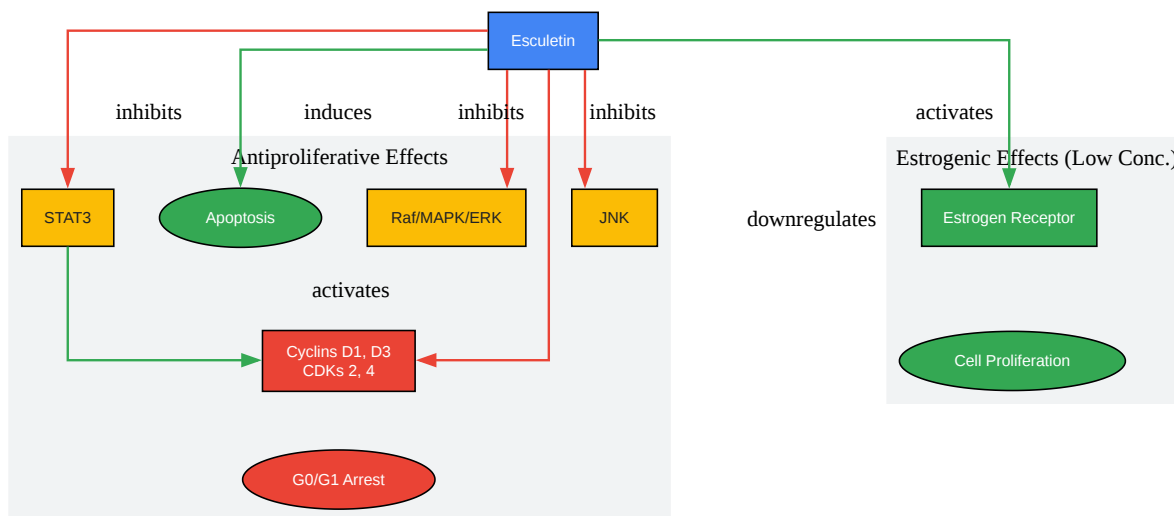 Esculetin
inhibits
induces
inhibits
inhibits
activates
Antiproliferative Effects
Estrogenic Effects (Low Conc.)
STAT3
Apoptosis
Raf/MAPK/ERK
JNK
downregulates
Estrogen Receptor
activates
Cyclins D1, D3
CDKs 2, 4
Cell Proliferation
G0/G1 Arrest